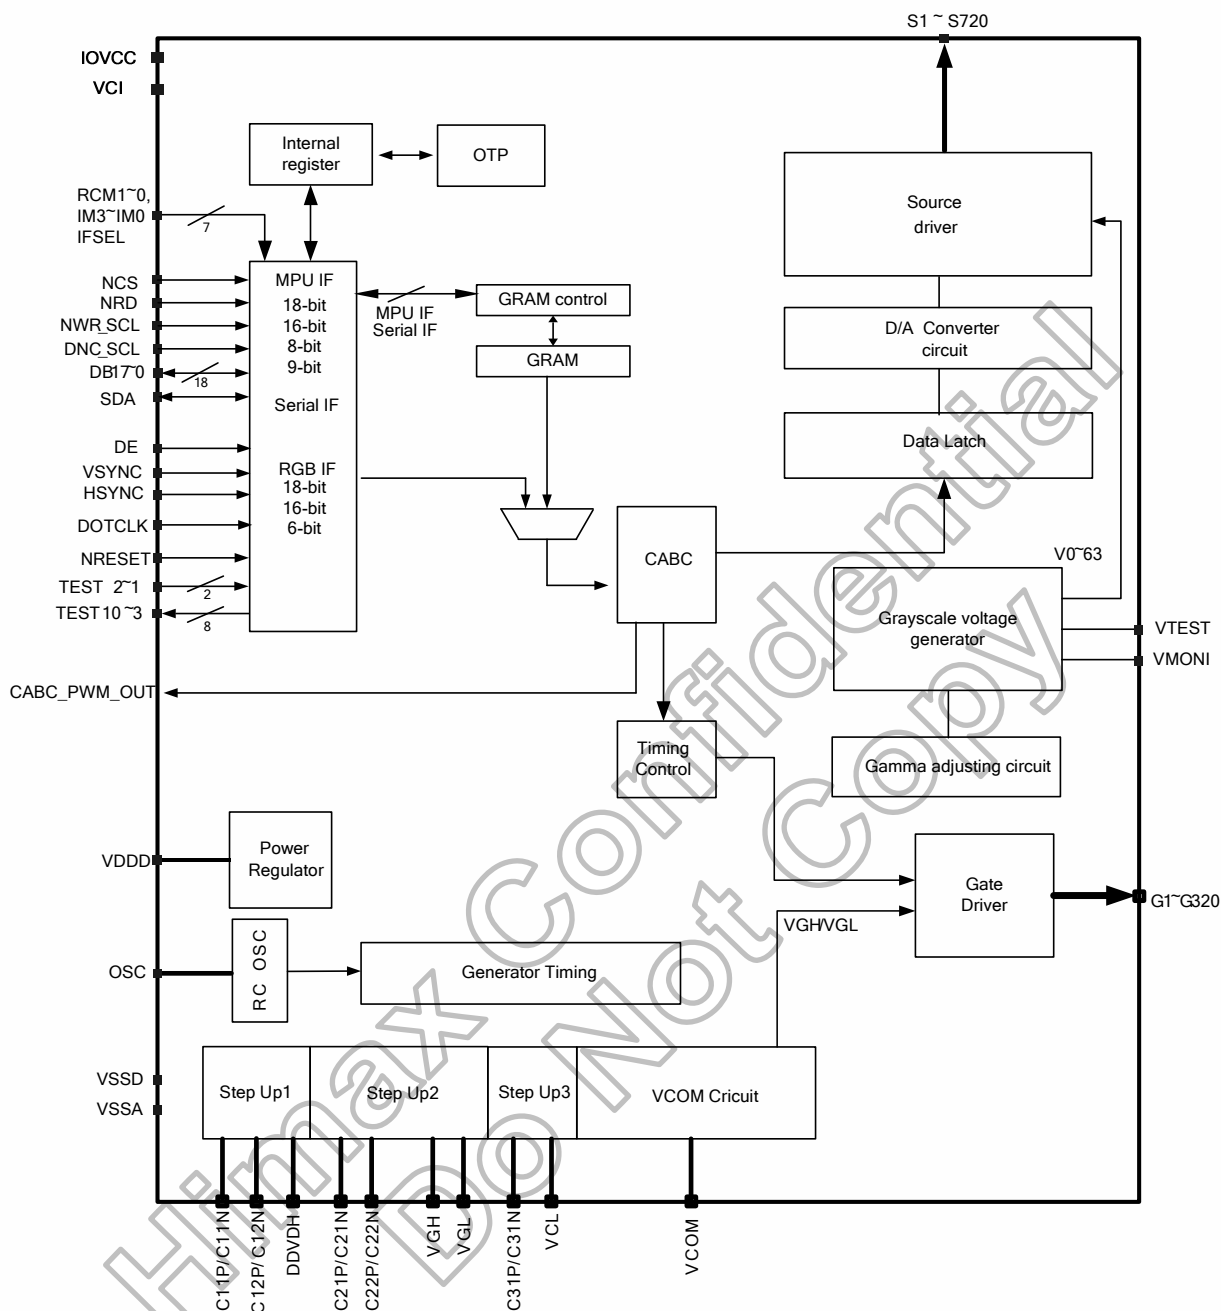 S1 ~ S720
IOVCC
VCI
Internal
register
OTP
RCM1~0,
IM3~IM0
IFSEL
7
Source
driver
NCS
NRD
NWR_SCL
DNC_SCL
DB17~0
18
SDA
MPU IF
18-bit
16-bit
8-bit
9-bit
Serial IF
MPU IF
Serial IF
GRAM control
GRAM
D/A Converter
circuit
Data Latch
DE
VSYNC
HSYNC
DOTCLK
NRESET
TEST 2~1
2
TEST10~3
8
RGB IF
18-bit
16-bit
6-bit
CABC
V0~63
Grayscale voltage
generator
VTEST
VMONI
CABC_PWM_OUT
Timing
Control
Gamma adjusting circuit
VDDD
Power
Regulator
Gate
Driver
G1~G320
VGH/VGL
OSC
RC OSC
Generator Timing
VSSD
VSSA
Step Up1
Step Up2
Step Up3
VCOM Cricuit
C11P/C11N
C12P/C12N
DDVDH
C21P/C21N
C22P/C22N
VGH
VGL
C31P/C31N
VCL
VCOM
Himax Confidential
Do Not Copy